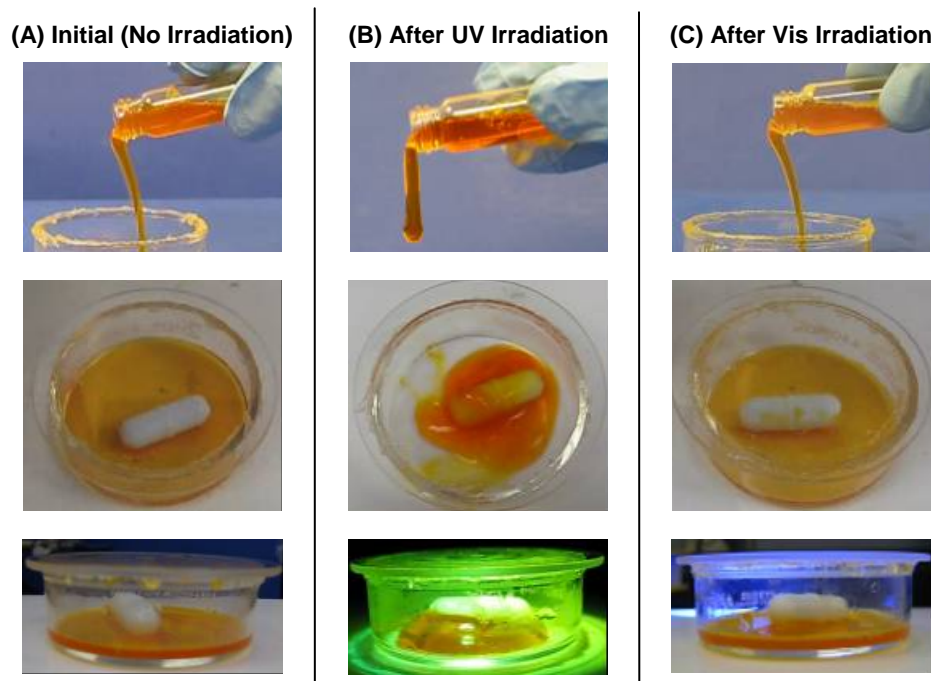 (A) Initial (No Irradiation)
(B) After UV Irradiation
(C) After Vis Irradiation